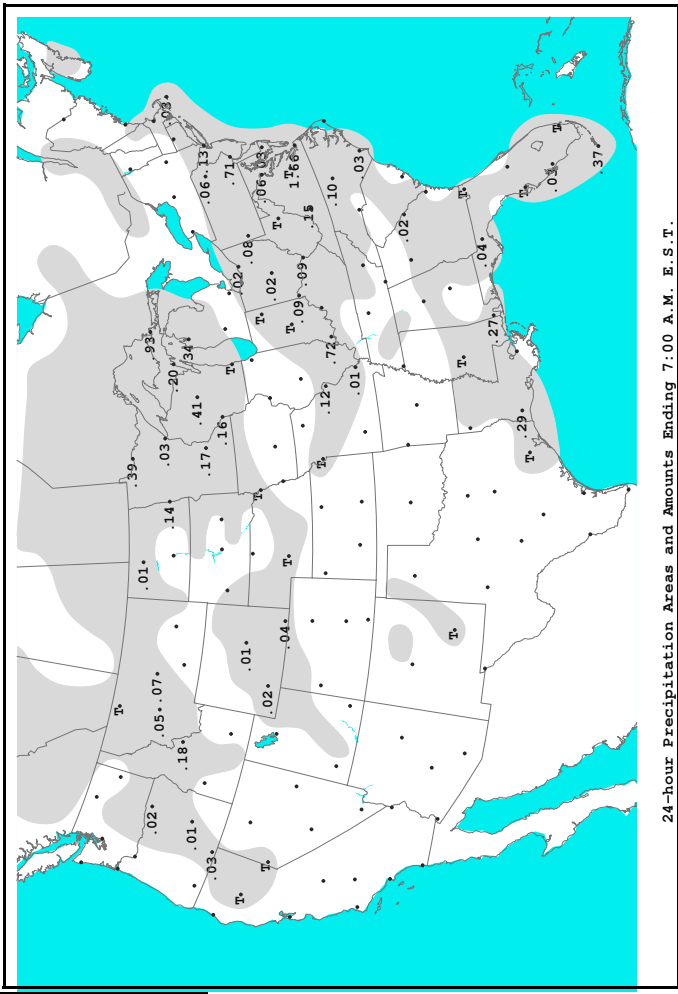 T
.39
.01
.93
.02
.07
.05
.03
.03
.14
.20
.18
.34
.01
.41
.13
.06
.17
.03
.16
.71
T
.02
T
.01
.08
T
.03
.06
T
T
.02
.02
T
.04
T
T
T
1.66
.09
.09
.15
T
.12
.72
.10
.01
.03
.02
T
T
T
.04
.27
.29
T
T
.03
T
.37
24-hour Precipitation Areas and Amounts Ending 7:00 A.M. E.S.T.